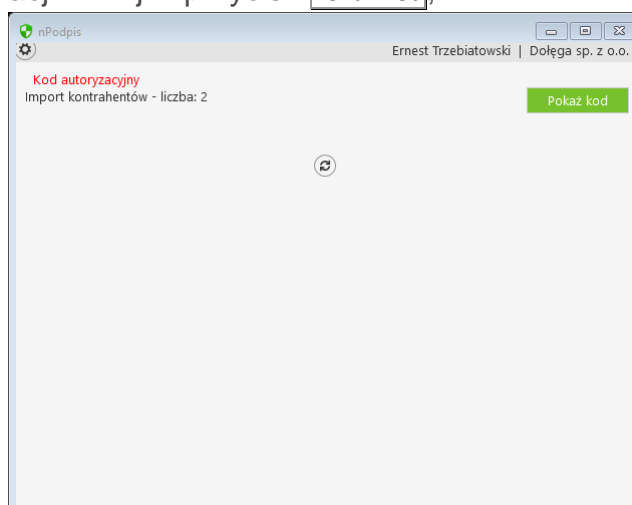 nPodpis
Ernest Trzebiatowski | Dołęga sp. z o.o.
Kod autoryzacyjny
Import kontrahentów - liczba: 2
Pokaż kod